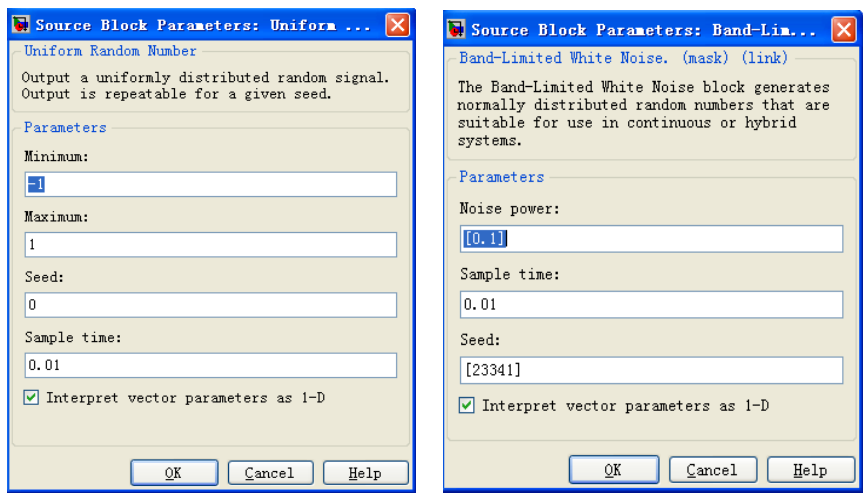 Source Block Parameters: Uniform ...
Uniform Random Number
Output a uniformly distributed random signal.
Output is repeatable for a given seed.
Parameters
Minimum:
-1
Maximum:
1
Seed:
0
Sample time:
0.01
Interpret vector parameters as 1-D
OK
Cancel
Help
Source Block Parameters: Band-Lim...
Band-Limited White Noise. (mask) (link)
The Band-Limited White Noise block generates
normally distributed random numbers that are
suitable for use in continuous or hybrid
systems.
Parameters
Noise power:
[0.1]
Sample time:
0.01
Seed:
[23341]
Interpret vector parameters as 1-D
OK
Cancel
Help